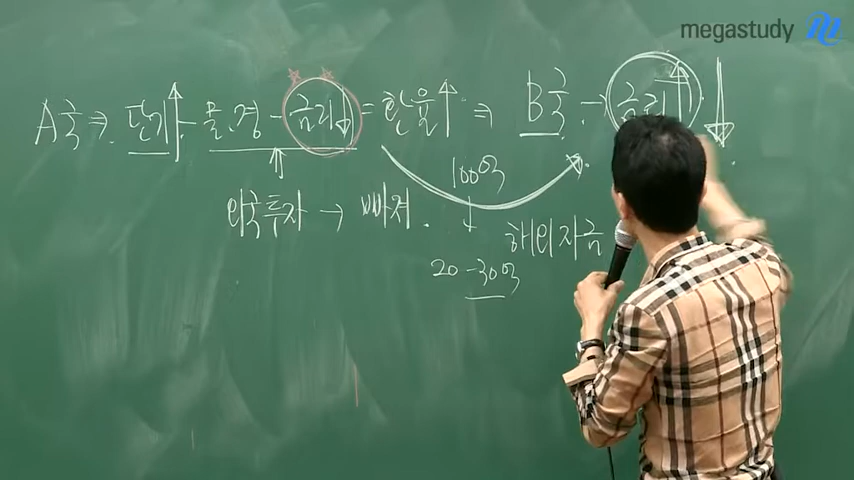 megastudy
A국 ⇒ 단기↑ - 물.경 - 금리↓ = 환율↑ ⇒ B국 → 금리↑ ↓
100억
외국투자 → 빠져.
해외자금
20-30억